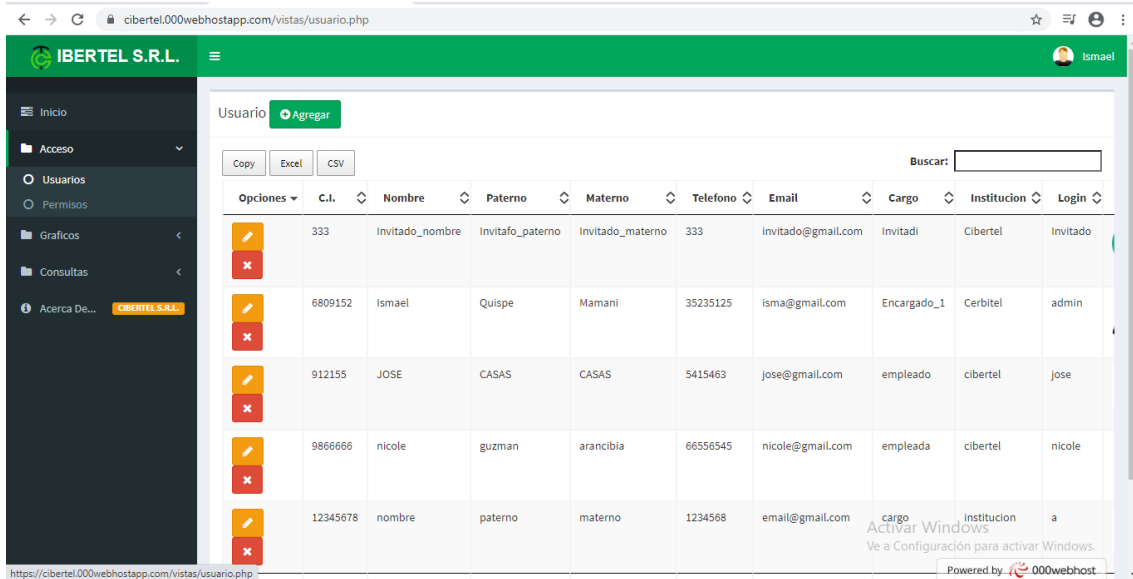 cibertel.000webhostapp.com/vistas/usuario.php
IBERTEL S.R.L.
Ismael
Inicio
Acceso
Usuarios
Permisos
Graficos
Consultas
Acerca De... CIBERTEL S.R.L.
Usuario Agregar
Copy Excel CSV Buscar:
Opciones C.I. Nombre Paterno Materno Telefono Email Cargo Institucion Login
333 Invitado_nombre Invitafo_paterno Invitado_materno 333 invitado@gmail.com Invitadi Cibertel Invitado
6809152 Ismael Quispe Mamani 35235125 isma@gmail.com Encargado_1 Cerbitel admin
912155 JOSE CASAS CASAS 5415463 jose@gmail.com empleado cibertel jose
9866666 nicole guzman arancibia 66556545 nicole@gmail.com empleada cibertel nicole
12345678 nombre paterno materno 1234568 email@gmail.com cargo institucion a
Activar Windows
Ve a Configuración para activar Windows.
Powered by 000webhost
https://cibertel.000webhostapp.com/vistas/usuario.php